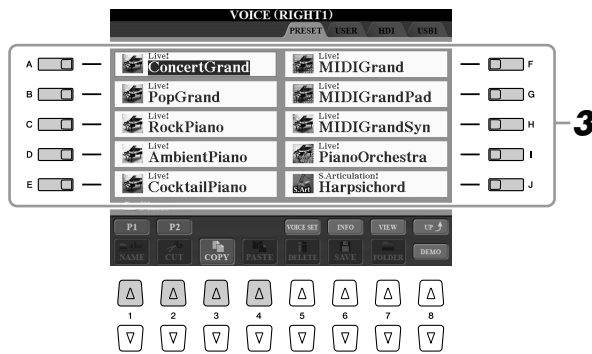 VOICE (RIGHT1)
PRESET USER HD1 USB1
A Live! ConcertGrand Live! MIDIGrand F
B Live! PopGrand Live! MIDIGrandPad G
C Live! RockPiano Live! MIDIGrandSyn H
D Live! AmbientPiano Live! PianoOrchestra I
E Live! CocktailPiano S.Art S.Articulation! Harpsichord J
3
P1 P2 VOICE SET INFO VIEW UP
NAME CUT COPY PASTE DELETE SAVE FOLDER DEMO
1 2 3 4 5 6 7 8